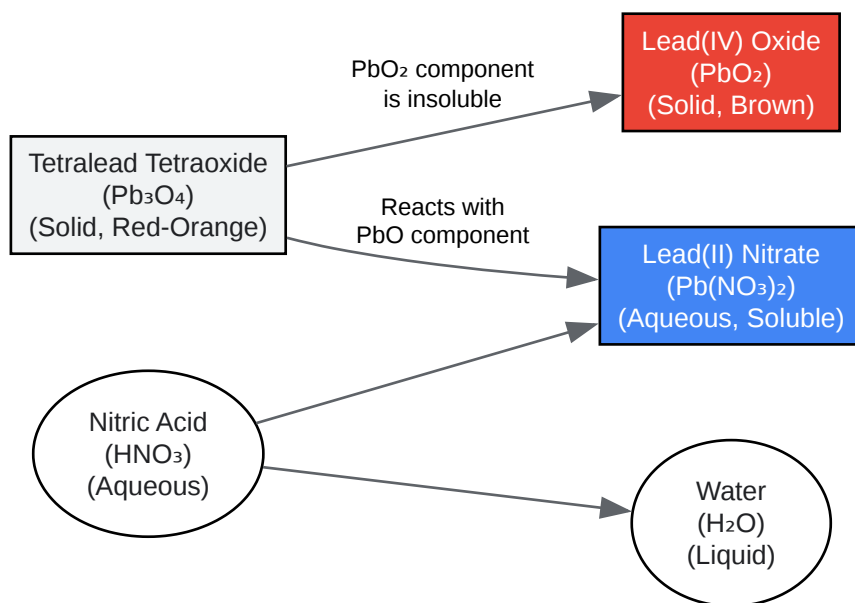 PbO₂ component
is insoluble
Lead(IV) Oxide
(PbO₂)
(Solid, Brown)
Tetralead Tetraoxide
(Pb₃O₄)
(Solid, Red-Orange)
Reacts with
PbO component
Lead(II) Nitrate
(Pb(NO₃)₂)
(Aqueous, Soluble)
Nitric Acid
(HNO₃)
(Aqueous)
Water
(H₂O)
(Liquid)